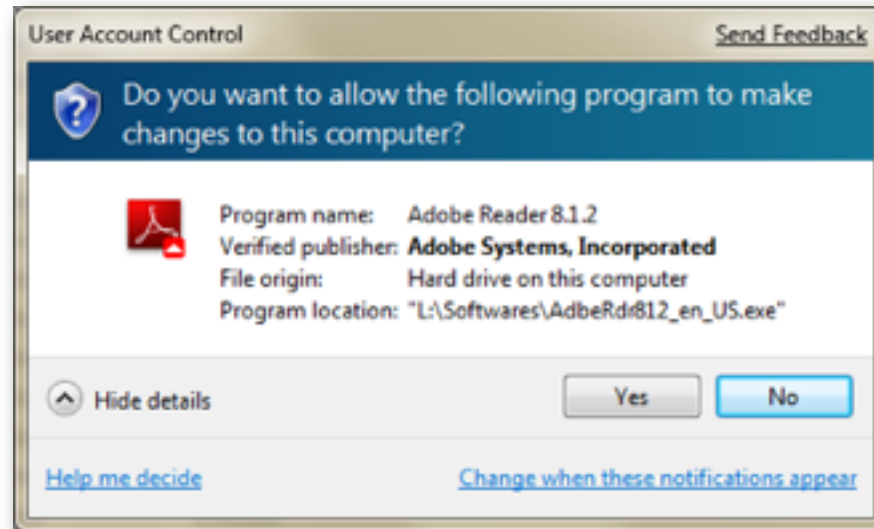 User Account Control
Send Feedback
Do you want to allow the following program to make
changes to this computer?
Program name: Adobe Reader 8.1.2
Verified publisher: Adobe Systems, Incorporated
File origin: Hard drive on this computer
Program location: "L:\Softwares\AdbeRdr812_en_US.exe"
Hide details
Yes
No
Help me decide
Change when these notifications appear